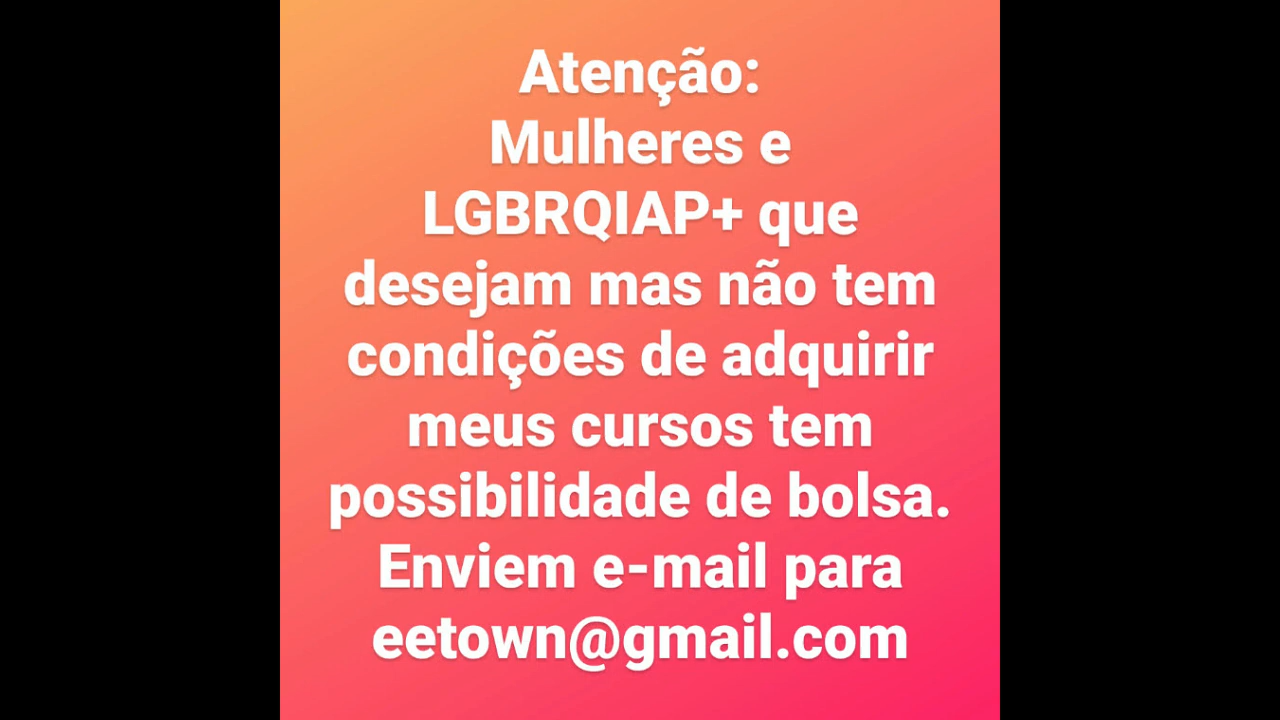 Atenção:
Mulheres e
LGBRQIAP+ que
desejam mas não tem
condições de adquirir
meus cursos tem
possibilidade de bolsa.
Enviem e-mail para
eetown@gmail.com